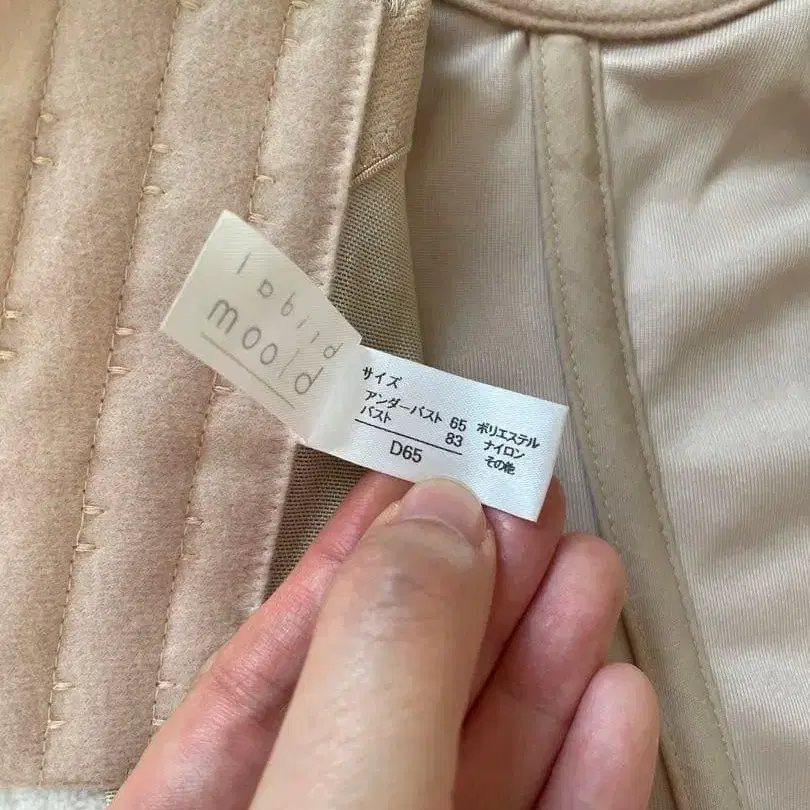 bridal
bloom
サイズ
アンダーバスト 65
バスト 83
D65
ポリエステル
ナイロン
その他